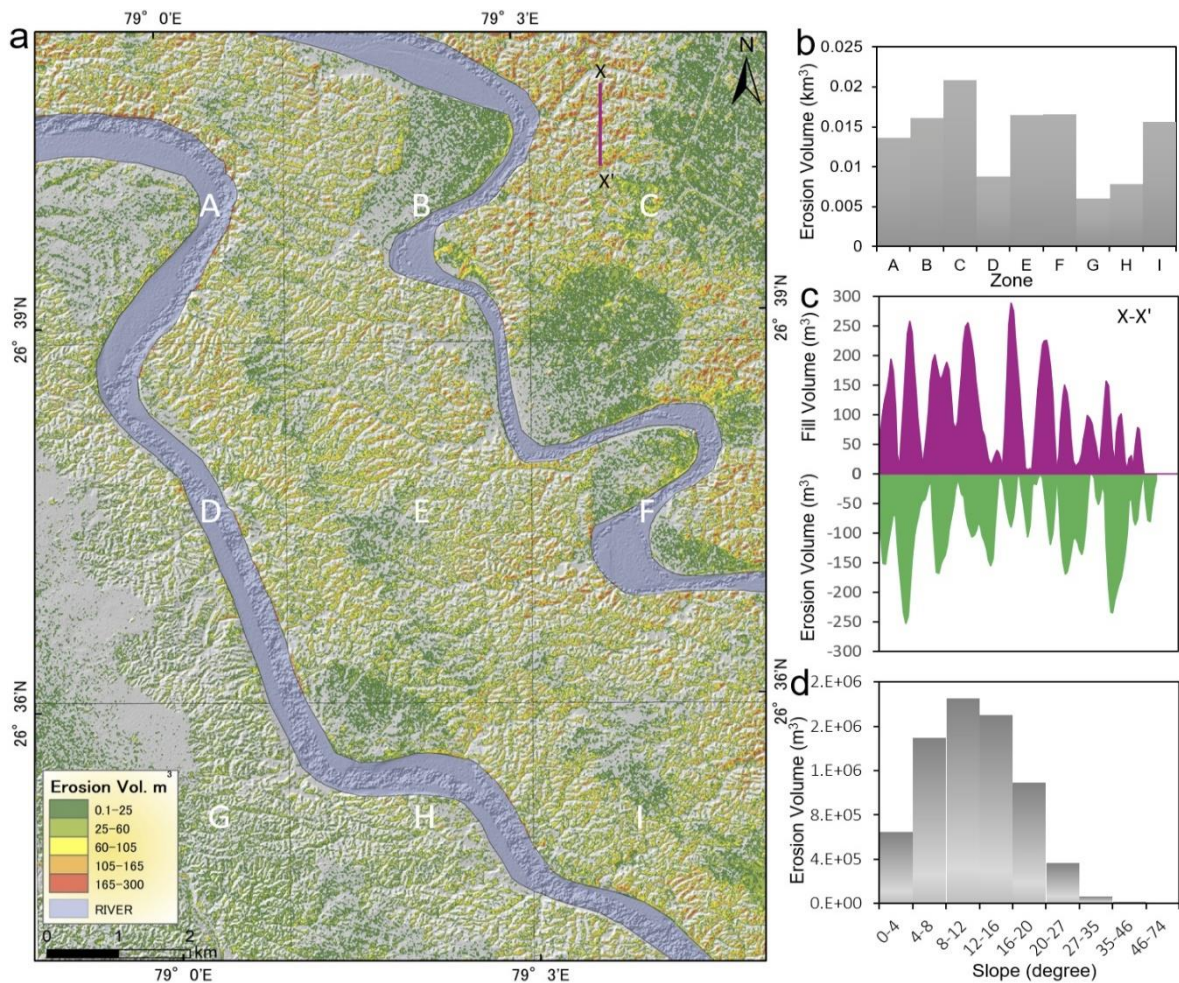 a
79° 0'E
79° 3'E
N
X
X'
A
B
C
26° 39'N
26° 39'N
D
E
F
26° 36'N
26° 36'N
G
H
I
Erosion Vol. m³
0.1-25
25-60
60-105
105-165
165-300
RIVER
0 1 2
km
79° 0'E
79° 3'E
b
Erosion Volume (km³)
0.025
0.02
0.015
0.01
0.005
0
A B C D E F G H I
Zone
c
X-X'
Fill Volume (m³)
Erosion Volume (m³)
300
250
200
150
100
50
0
-50
-100
-150
-200
-250
-300
d
Erosion Volume (m³)
2.E+06
2.E+06
1.E+06
8.E+05
4.E+05
0.E+00
0-4 4-8 8-12 12-16 16-20 20-27 27-35 35-46 46-74
Slope (degree)